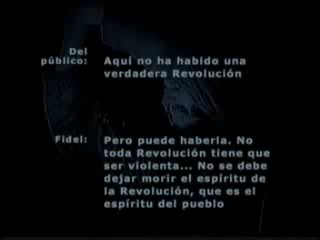 Del
público: Aquí no ha habido una
verdadera Revolución
Fidel: Pero puede haberla. No
toda Revolución tiene que
ser violenta... No se debe
dejar morir el espíritu de
la Revolución, que es el
espíritu del pueblo